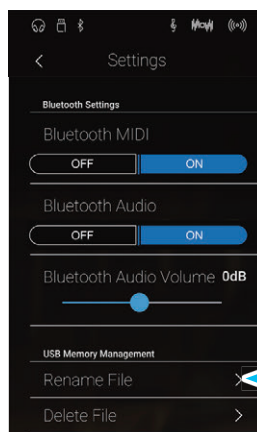 Settings
Bluetooth Settings
Bluetooth MIDI
OFF ON
Bluetooth Audio
OFF ON
Bluetooth Audio Volume 0dB
USB Memory Management
Rename File
Delete File